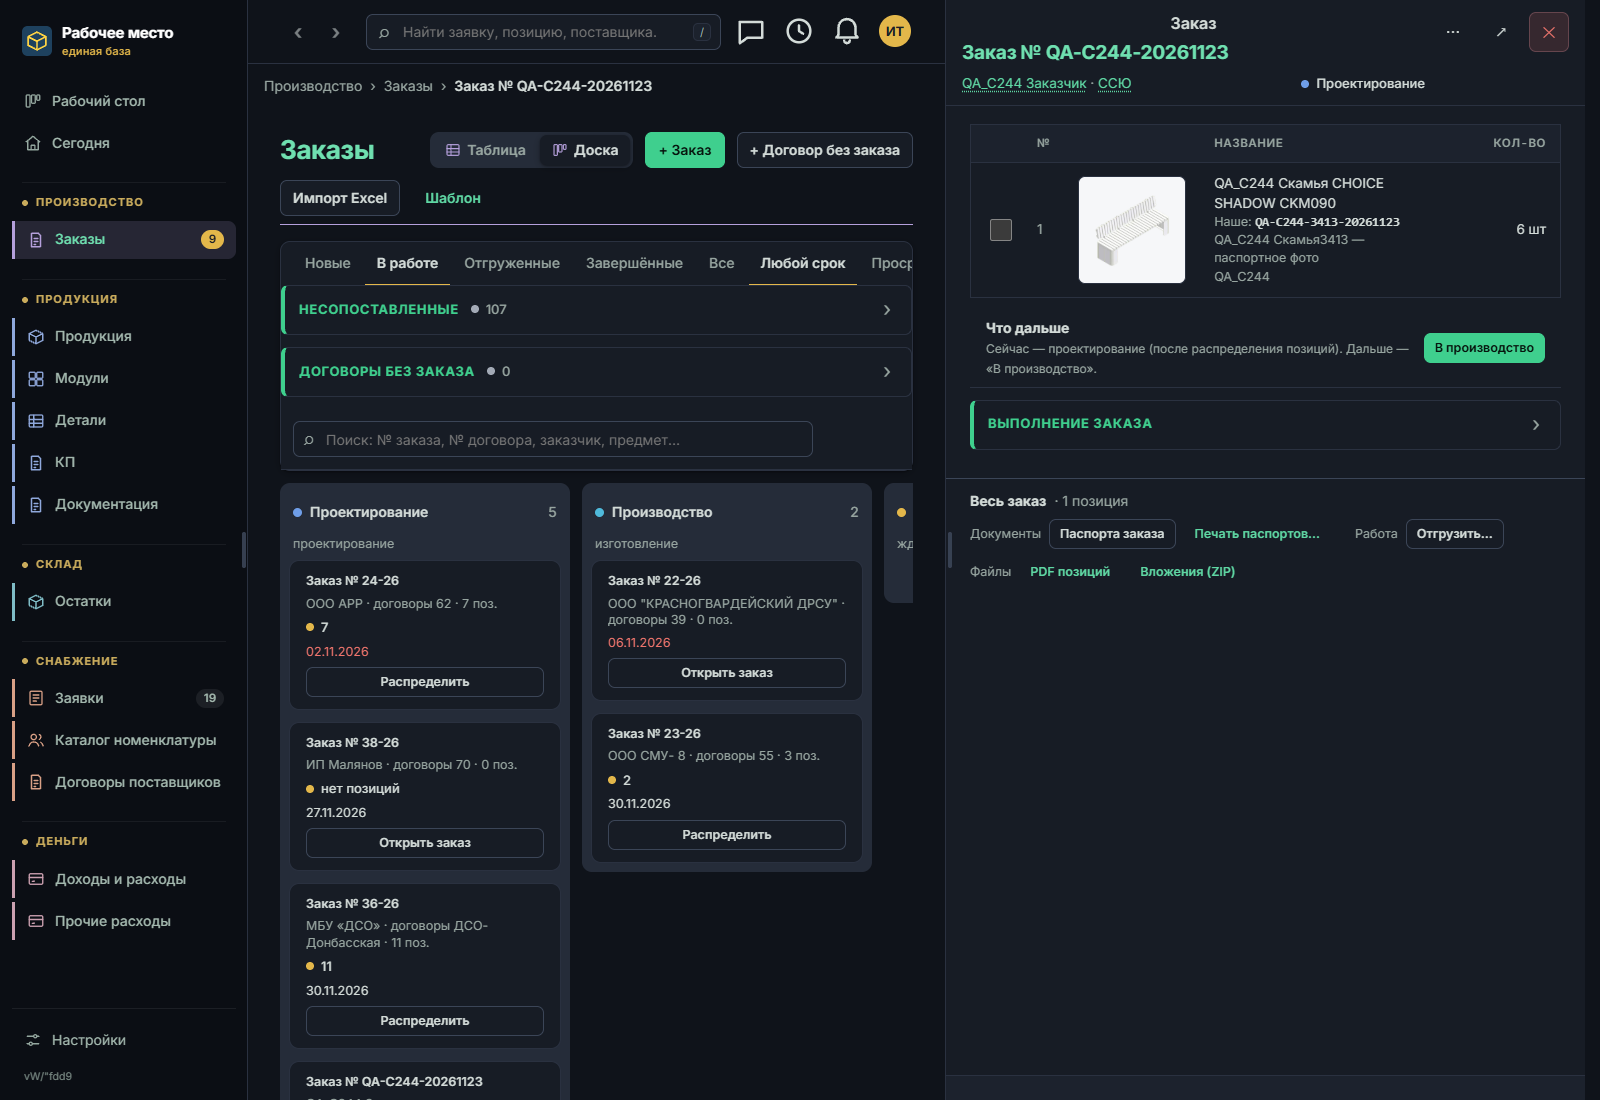 Рабочее место
единая база
Рабочий стол
Сегодня
ПРОИЗВОДСТВО
Заказы 9
ПРОДУКЦИЯ
Продукция
Модули
Детали
КП
Документация
СКЛАД
Остатки
СНАБЖЕНИЕ
Заявки 19
Каталог номенклатуры
Договоры поставщиков
ДЕНЬГИ
Доходы и расходы
Прочие расходы
Настройки
vW/"fdd9
Найти заявку, позицию, поставщика. /
ИТ
Производство › Заказы › Заказ № QA-C244-20261123
Заказы
Таблица
Доска
+ Заказ
+ Договор без заказа
Импорт Excel
Шаблон
Новые В работе Отгруженные Завершённые Все Любой срок Проср
НЕСОПОСТАВЛЕННЫЕ 107
ДОГОВОРЫ БЕЗ ЗАКАЗА 0
Поиск: № заказа, № договора, заказчик, предмет...
Проектирование 5
проектирование
Заказ № 24-26
ООО АРР · договоры 62 · 7 поз.
7
02.11.2026
Распределить
Заказ № 38-26
ИП Малянов · договоры 70 · 0 поз.
нет позиций
27.11.2026
Открыть заказ
Заказ № 36-26
МБУ «ДСО» · договоры ДСО-
Донбасская · 11 поз.
11
30.11.2026
Распределить
Заказ № QA-C244-20261123
Производство 2
изготовление
Заказ № 22-26
ООО "КРАСНОГВАРДЕЙСКИЙ ДРСУ" ·
договоры 39 · 0 поз.
06.11.2026
Открыть заказ
Заказ № 23-26
ООО СМУ- 8 · договоры 55 · 3 поз.
2
30.11.2026
Распределить
жд
Заказ
Заказ № QA-C244-20261123
QA_C244 Заказчик · ССЮ
Проектирование
№ НАЗВАНИЕ КОЛ-ВО
1
QA_C244 Скамья CHOICE
SHADOW СКМ090
Наше: QA-C244-3413-20261123
QA_C244 Скамья3413 —
паспортное фото
QA_C244
6 шт
Что дальше
Сейчас — проектирование (после распределения позиций). Дальше —
«В производство».
В производство
ВЫПОЛНЕНИЕ ЗАКАЗА
Весь заказ · 1 позиция
Документы Паспорта заказа Печать паспортов... Работа Отгрузить...
Файлы PDF позиций Вложения (ZIP)